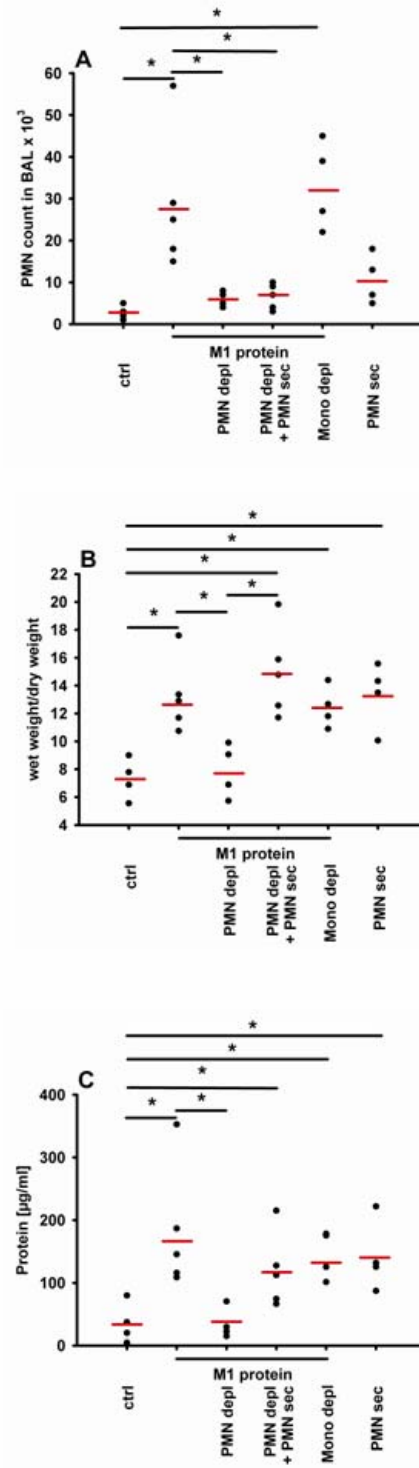 *
*
A
*
*
60
50
40
30
20
10
0
PMN count in BAL x 10³
M1 protein
ctrl
PMN depl
PMN depl
+ PMN sec
Mono depl
PMN sec
*
*
*
B
*
*
*
22
20
18
16
14
12
10
8
6
4
wet weight/dry weight
M1 protein
ctrl
PMN depl
PMN depl
+ PMN sec
Mono depl
PMN sec
*
*
*
C
*
*
400
300
200
100
0
Protein [µg/ml]
M1 protein
ctrl
PMN depl
PMN depl
+ PMN sec
Mono depl
PMN sec